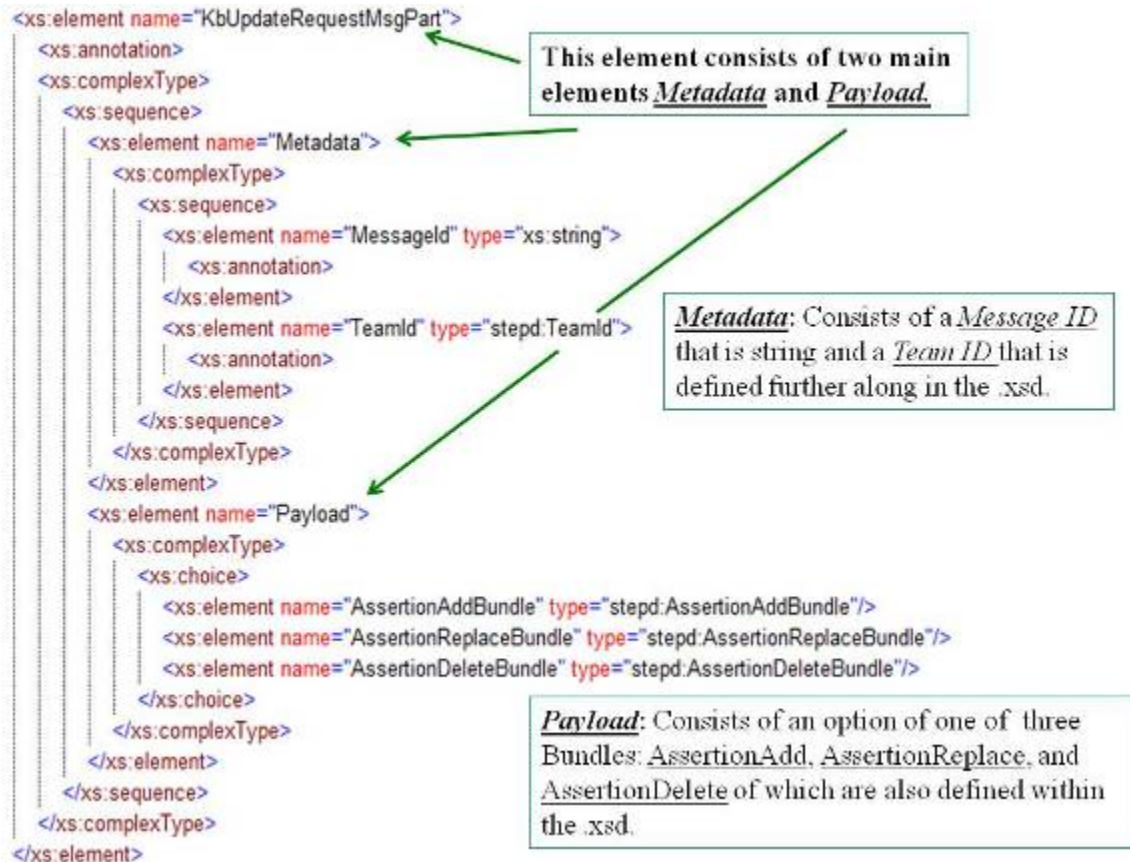 <xs:element name="KbUpdateRequestMsgPart">
<xs:annotation>
<xs:complexType>
<xs:sequence>
<xs:element name="Metadata">
<xs:complexType>
<xs:sequence>
<xs:element name="MessageId" type="xs:string">
<xs:annotation>
</xs:element>
<xs:element name="TeamId" type="stepd:TeamId">
<xs:annotation>
</xs:element>
</xs:sequence>
</xs:complexType>
</xs:element>
<xs:element name="Payload">
<xs:complexType>
<xs:choice>
<xs:element name="AssertionAddBundle" type="stepd:AssertionAddBundle"/>
<xs:element name="AssertionReplaceBundle" type="stepd:AssertionReplaceBundle"/>
<xs:element name="AssertionDeleteBundle" type="stepd:AssertionDeleteBundle"/>
</xs:choice>
</xs:complexType>
</xs:element>
</xs:sequence>
</xs:complexType>
</xs:element>
This element consists of two main
elements Metadata and Payload.
Metadata: Consists of a Message ID
that is string and a Team ID that is
defined further along in the .xsd.
Payload: Consists of an option of one of three
Bundles: AssertionAdd, AssertionReplace, and
AssertionDelete of which are also defined within
the .xsd.